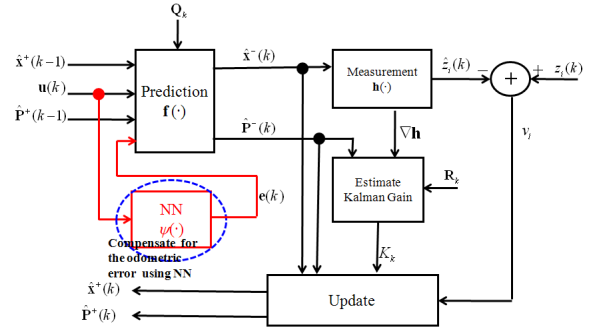 Q_k
x̂⁺(k−1)
u(k)
P̂⁺(k−1)
Prediction
f(·)
x̂⁻(k)
P̂⁻(k)
Measurement
h(·)
ẑ_i(k)
−
+
+
z_i(k)
∇h
v_i
Estimate
Kalman Gain
R_k
e(k)
NN
ψ(·)
Compensate for
the odometric
error using NN
K_k
x̂⁺(k)
P̂⁺(k)
Update